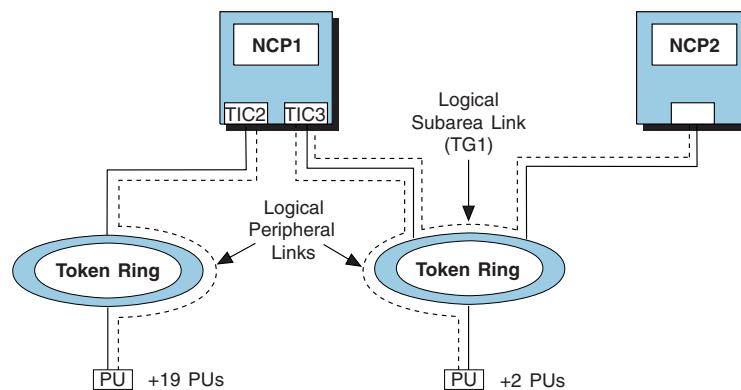 NCP1
NCP2
TIC2
TIC3
Logical
Subarea Link
(TG1)
Logical
Peripheral
Links
Token Ring
Token Ring
PU
+19 PUs
PU
+2 PUs